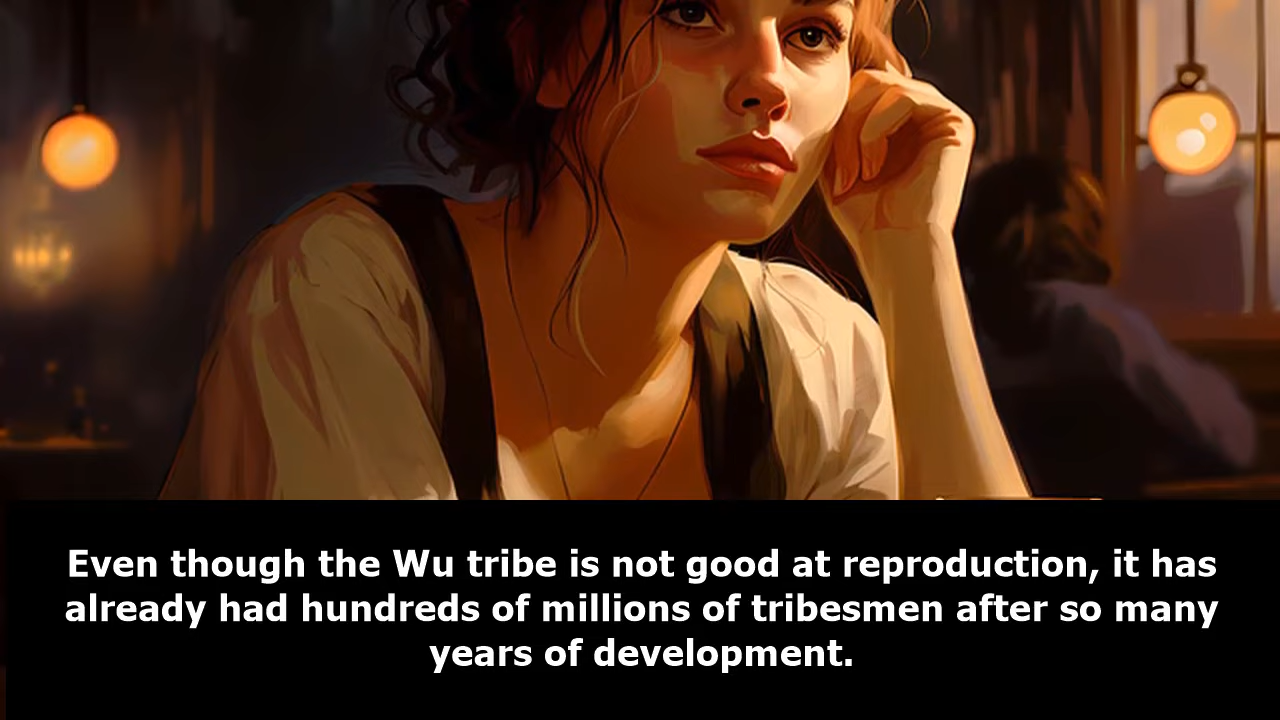 Even though the Wu tribe is not good at reproduction, it has
already had hundreds of millions of tribesmen after so many
years of development.